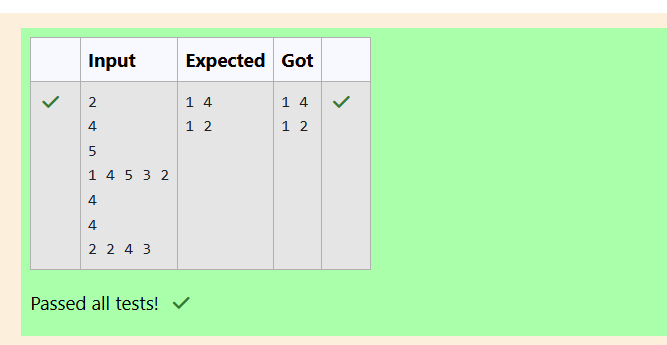 Input Expected Got
2 1 4 1 4
4 1 2 1 2
5
1 4 5 3 2
4
4
2 2 4 3
Passed all tests!